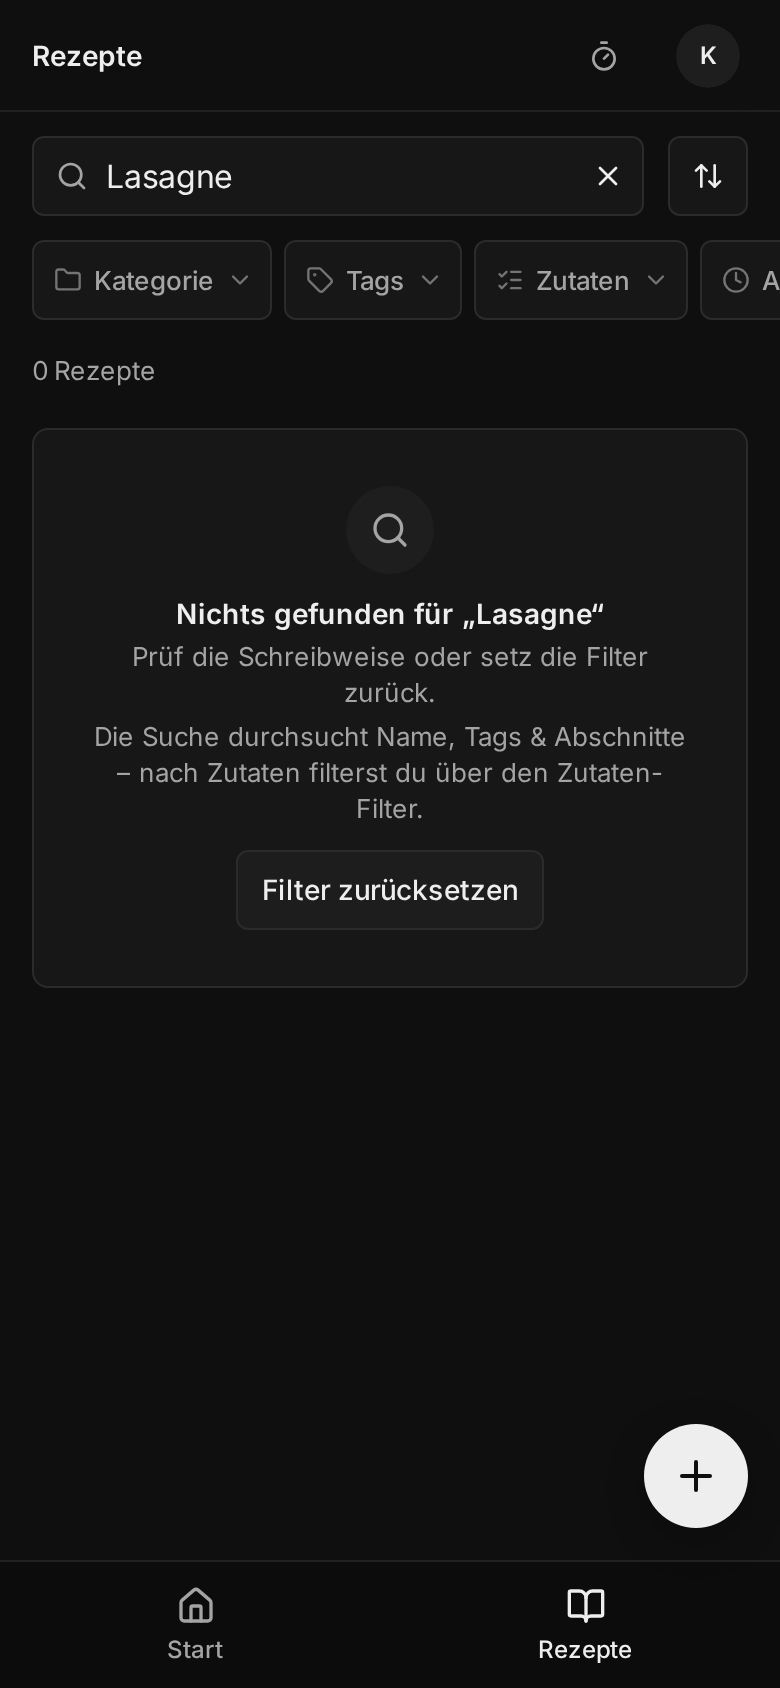 Rezepte
K
Lasagne
Kategorie
Tags
Zutaten
A
0 Rezepte
Nichts gefunden für „Lasagne“
Prüf die Schreibweise oder setz die Filter
zurück.
Die Suche durchsucht Name, Tags & Abschnitte
– nach Zutaten filterst du über den Zutaten-
Filter.
Filter zurücksetzen
Start
Rezepte